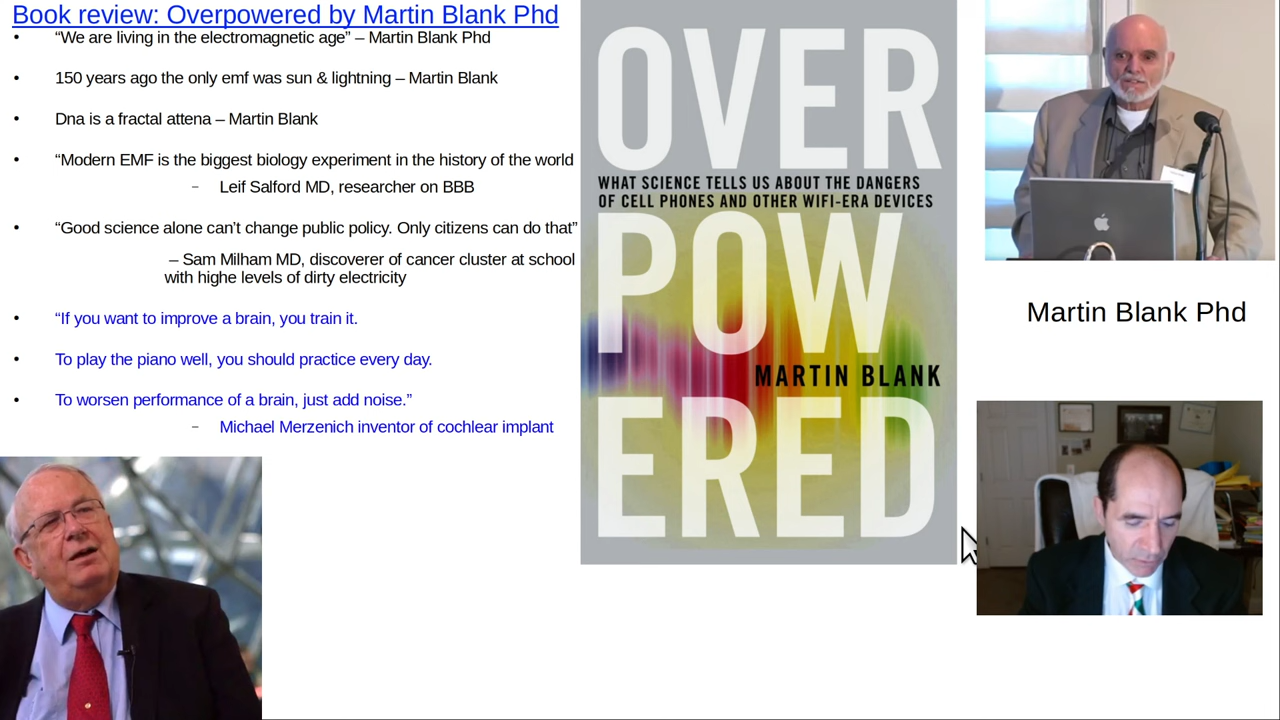 Book review: Overpowered by Martin Blank Phd
• “We are living in the electromagnetic age” – Martin Blank Phd
• 150 years ago the only emf was sun & lightning – Martin Blank
• Dna is a fractal attena – Martin Blank
• “Modern EMF is the biggest biology experiment in the history of the world
– Leif Salford MD, researcher on BBB
• “Good science alone can’t change public policy. Only citizens can do that”
– Sam Milham MD, discoverer of cancer cluster at school
with highe levels of dirty electricity
• “If you want to improve a brain, you train it.
• To play the piano well, you should practice every day.
• To worsen performance of a brain, just add noise.”
– Michael Merzenich inventor of cochlear implant
OVER
WHAT SCIENCE TELLS US ABOUT THE DANGERS
OF CELL PHONES AND OTHER WIFI-ERA DEVICES
POW
MARTIN BLANK
ERED
Martin Blank Phd